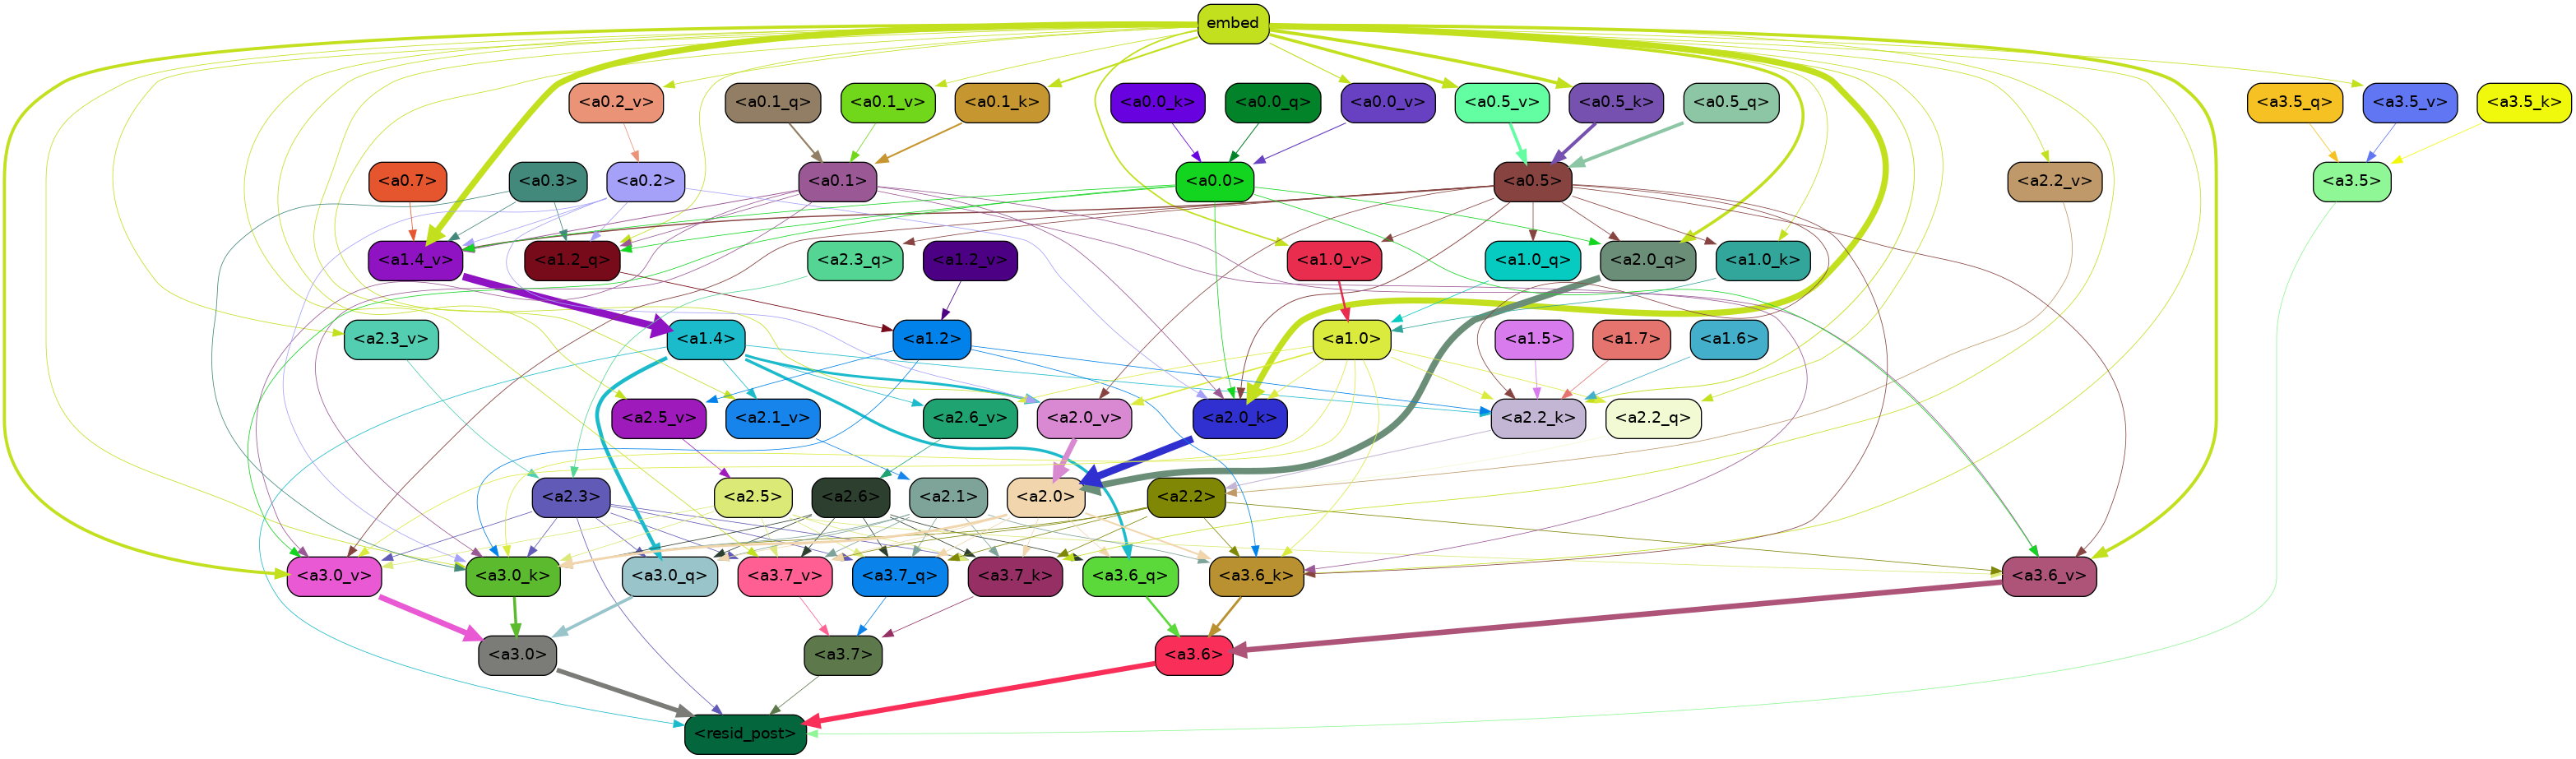 embed
<a0.2_v> <a0.1_q> <a0.1_v> <a0.1_k> <a0.0_k> <a0.0_q> <a0.0_v> <a0.5_v> <a0.5_k> <a0.5_q> <a3.5_q> <a3.5_v> <a3.5_k>
<a0.7> <a0.3> <a0.2> <a0.1> <a0.0> <a0.5> <a2.2_v> <a3.5>
<a1.4_v> <a1.2_q> <a2.3_q> <a1.2_v> <a1.0_v> <a1.0_q> <a2.0_q> <a1.0_k>
<a2.3_v> <a1.4> <a1.2> <a1.0> <a1.5> <a1.7> <a1.6>
<a2.5_v> <a2.1_v> <a2.6_v> <a2.0_v> <a2.0_k> <a2.2_k> <a2.2_q>
<a2.3> <a2.5> <a2.6> <a2.1> <a2.0> <a2.2>
<a3.0_v> <a3.0_k> <a3.0_q> <a3.7_v> <a3.7_q> <a3.7_k> <a3.6_q> <a3.6_k> <a3.6_v>
<a3.0> <a3.7> <a3.6>
<resid_post>